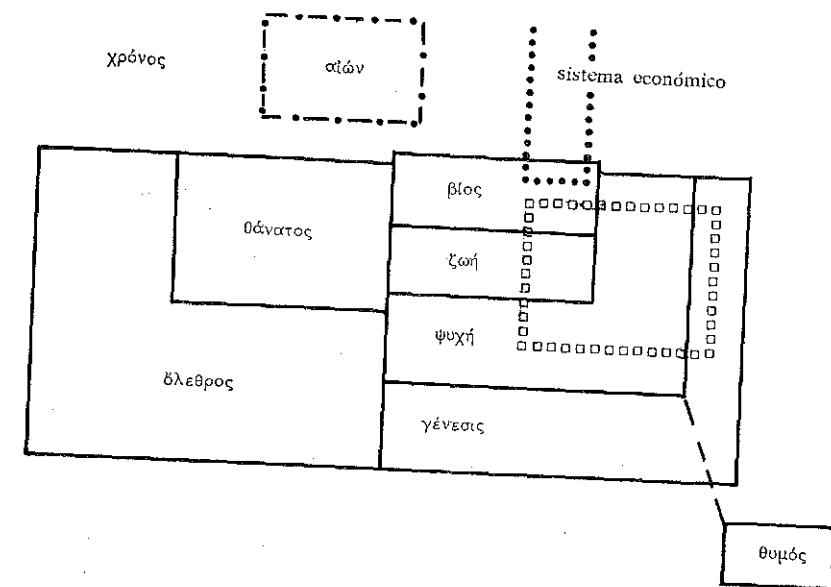 χρόνος
αἰών
sistema económico
βίος
θάνατος
ζωή
ψυχή
ὄλεθρος
γένεσις
θυμός